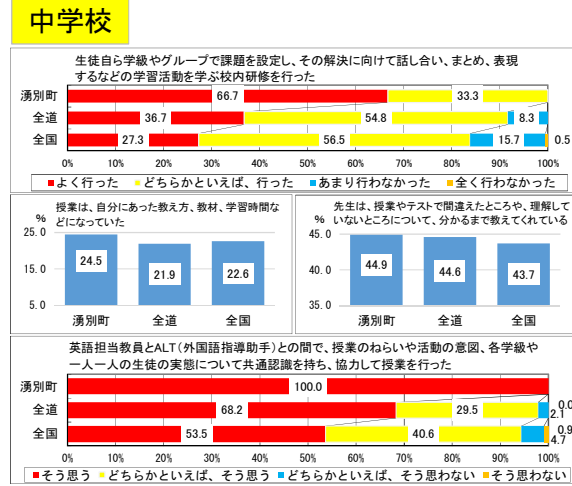 中学校
生徒自ら学級やグループで課題を設定し、その解決に向けて話し合い、まとめ、表現
するなどの学習活動を学ぶ校内研修を行った
湧別町 66.7 33.3
全道 36.7 54.8 8.3
全国 27.3 56.5 15.7 0.5
0% 10% 20% 30% 40% 50% 60% 70% 80% 90% 100%
■よく行った ■どちらかといえば、行った ■あまり行わなかった ■全く行わなかった
授業は、自分にあった教え方、教材、学習時間な
どになっていた
%
25.0
15.0
5.0
24.5 21.9 22.6
湧別町 全道 全国
先生は、授業やテストで間違えたところや、理解して
いないところについて、分かるまで教えてくれている
%
45.0
40.0
35.0
44.9 44.6 43.7
湧別町 全道 全国
英語担当教員とALT(外国語指導助手)との間で、授業のねらいや活動の意図、各学級や
一人一人の生徒の実態について共通認識を持ち、協力して授業を行った
湧別町 100.0
全道 68.2 29.5 2.1 0.0
全国 53.5 40.6 4.7 0.9
0% 10% 20% 30% 40% 50% 60% 70% 80% 90% 100%
■そう思う ■どちらかといえば、そう思う ■どちらかといえば、そう思わない ■そう思わない